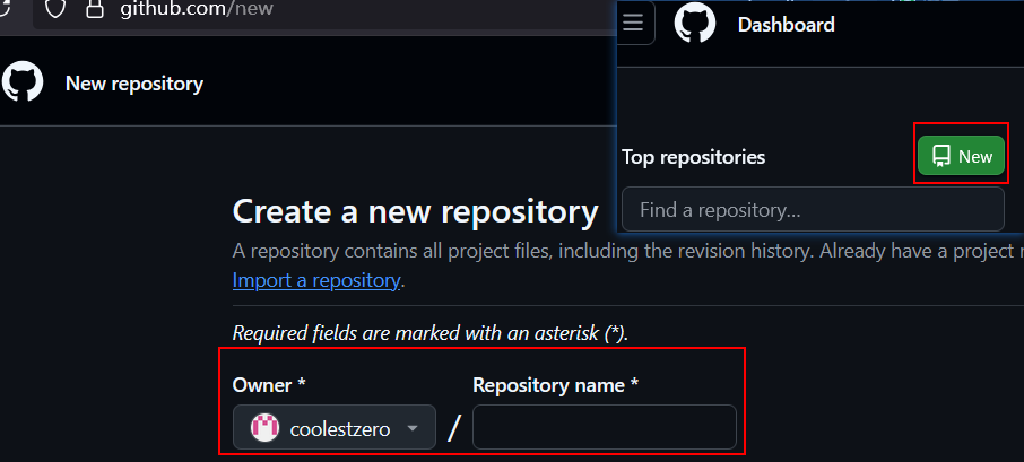 github.com/new
New repository
Dashboard
Top repositories
New
Find a repository...
Create a new repository
A repository contains all project files, including the revision history. Already have a project
Import a repository.
Required fields are marked with an asterisk (*).
Owner * Repository name *
coolestzero /